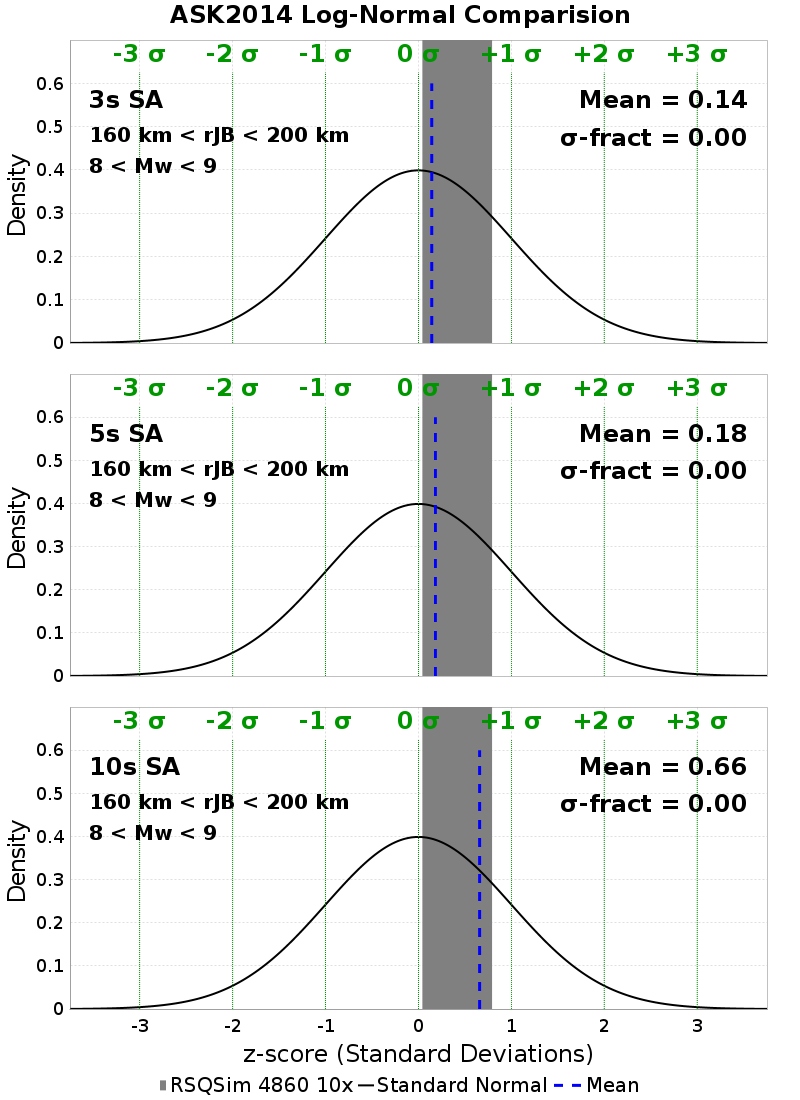 ASK2014 Log-Normal Comparision
-3 σ -2 σ -1 σ 0 σ +1 σ +2 σ +3 σ
0.6
3s SA Mean = 0.14
0.5
160 km < rJB < 200 km σ-fract = 0.00
8 < Mw < 9
0.4
0.3
0.2
0.1
0
Density
-3 σ -2 σ -1 σ 0 σ +1 σ +2 σ +3 σ
0.6
5s SA Mean = 0.18
0.5
160 km < rJB < 200 km σ-fract = 0.00
8 < Mw < 9
0.4
0.3
0.2
0.1
0
Density
-3 σ -2 σ -1 σ 0 σ +1 σ +2 σ +3 σ
0.6
10s SA Mean = 0.66
0.5
160 km < rJB < 200 km σ-fract = 0.00
8 < Mw < 9
0.4
0.3
0.2
0.1
0
Density
-3 -2 -1 0 1 2 3
z-score (Standard Deviations)
RSQSim 4860 10x Standard Normal Mean